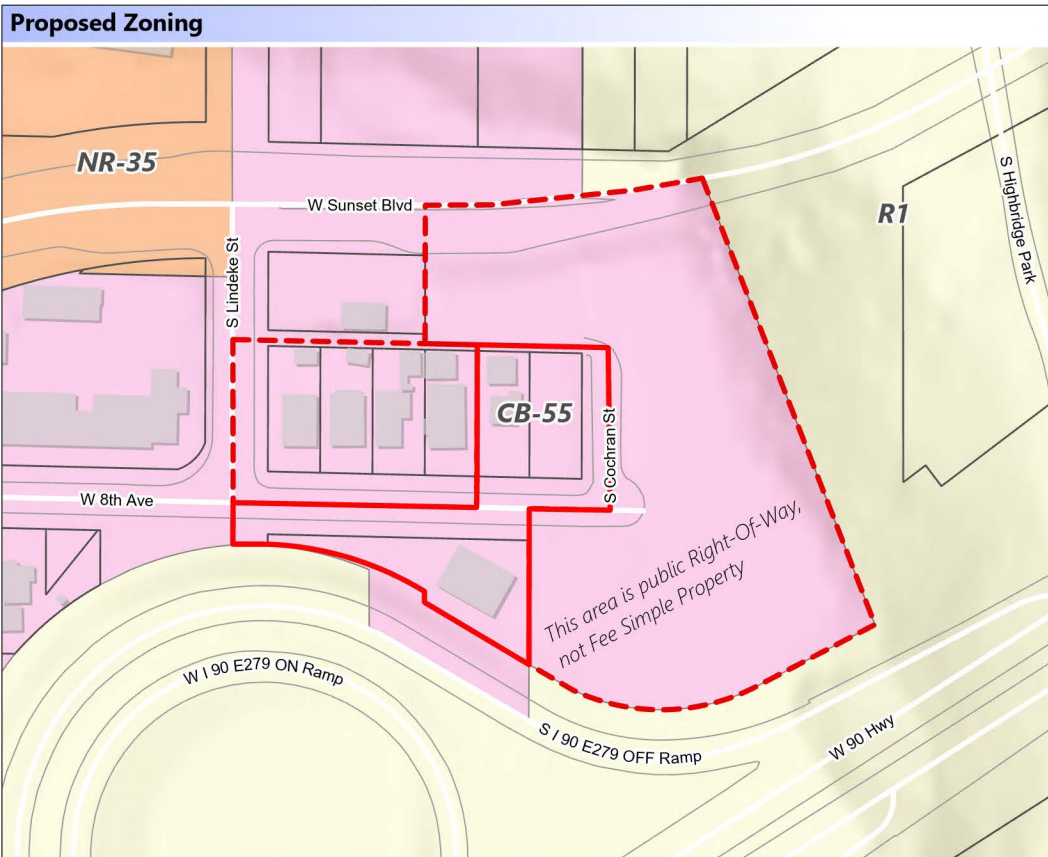 Proposed Zoning
NR-35
W Sunset Blvd
S Highbridge Park
R1
S Lindeke St
CB-55
S Cochran St
W 8th Ave
This area is public Right-Of-Way,
not Fee Simple Property
W I 90 E279 ON Ramp
S I 90 E279 OFF Ramp
W 90 Hwy